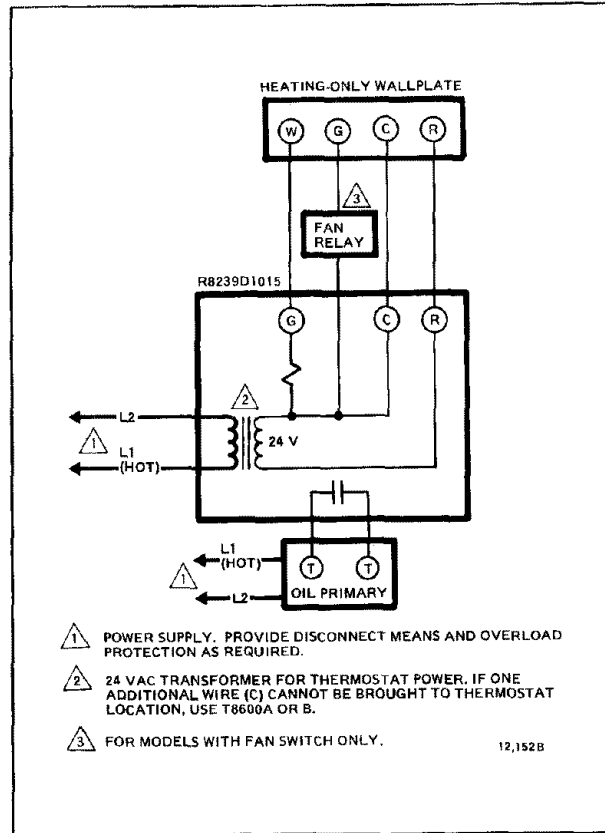 HEATING-ONLY WALLPLATE
W G C R
3
FAN
RELAY
R8239D1015
G C R
2
L2
24 V
1
L1
(HOT)
L1
(HOT)
1
T T
L2
OIL PRIMARY
1 POWER SUPPLY. PROVIDE DISCONNECT MEANS AND OVERLOAD
PROTECTION AS REQUIRED.
2 24 VAC TRANSFORMER FOR THERMOSTAT POWER. IF ONE
ADDITIONAL WIRE (C) CANNOT BE BROUGHT TO THERMOSTAT
LOCATION, USE T8600A OR B.
3 FOR MODELS WITH FAN SWITCH ONLY.
12,152B